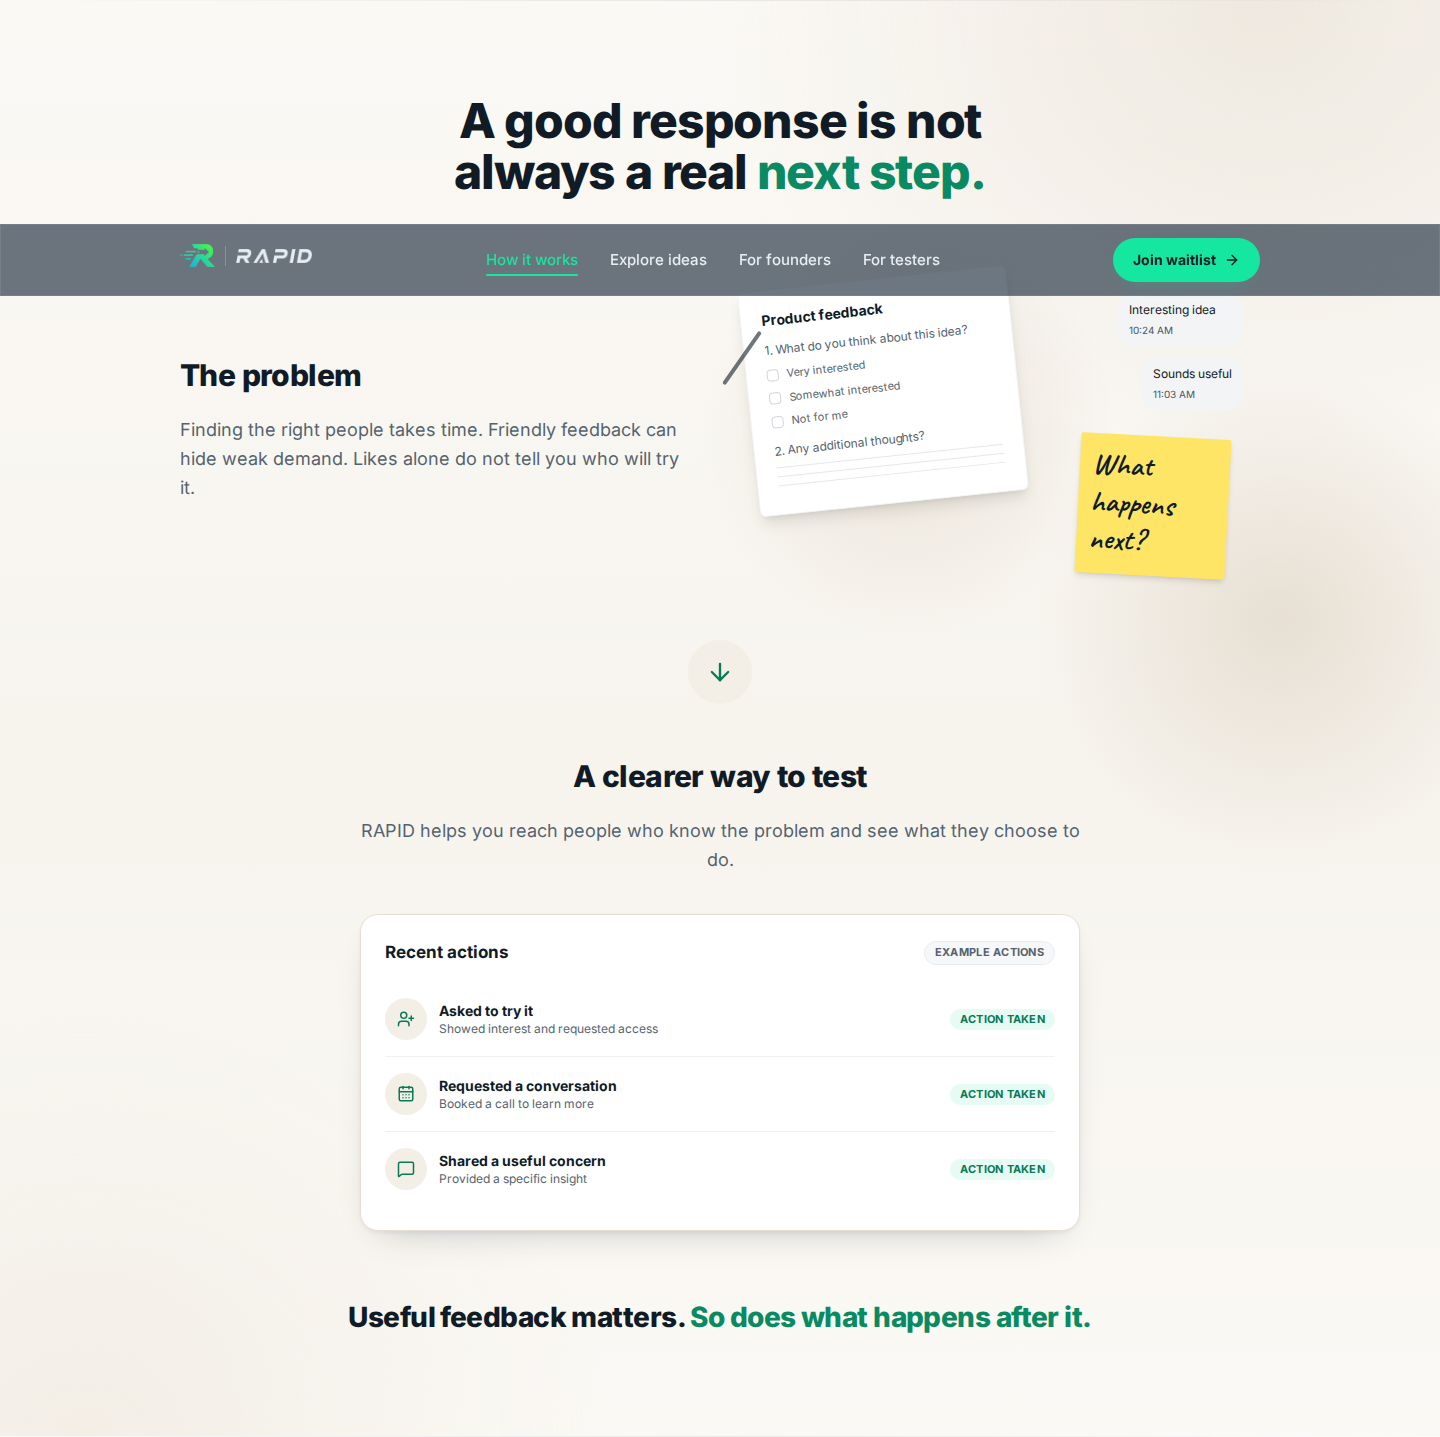 A good response is not
always a real next step.
RAPID
How it works
Explore ideas
For founders
For testers
Join waitlist
The problem
Finding the right people takes time. Friendly feedback can
hide weak demand. Likes alone do not tell you who will try
it.
Product feedback
1. What do you think about this idea?
Very interested
Somewhat interested
Not for me
2. Any additional thoughts?
Interesting idea
10:24 AM
Sounds useful
11:03 AM
What
happens
next?
A clearer way to test
RAPID helps you reach people who know the problem and see what they choose to
do.
Recent actions
EXAMPLE ACTIONS
Asked to try it
Showed interest and requested access
ACTION TAKEN
Requested a conversation
Booked a call to learn more
ACTION TAKEN
Shared a useful concern
Provided a specific insight
ACTION TAKEN
Useful feedback matters. So does what happens after it.